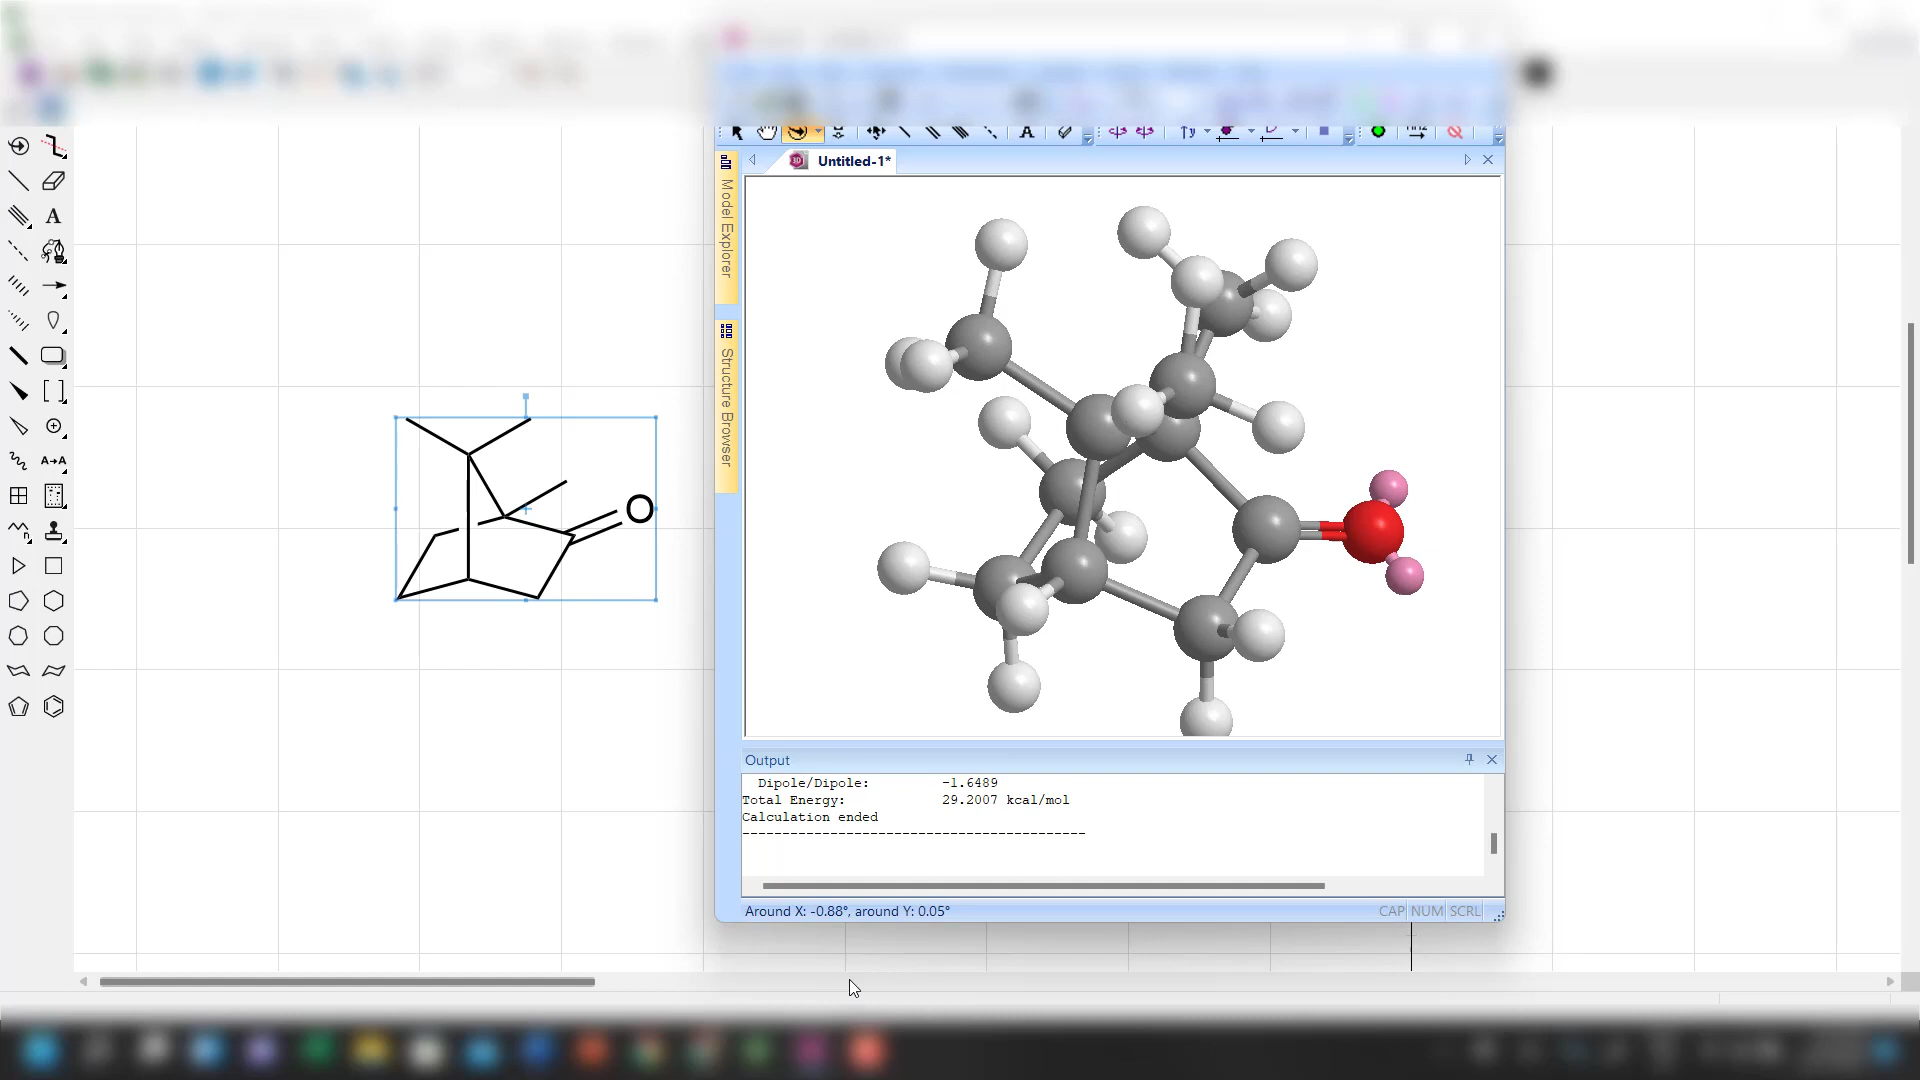 A
A
A→A
O
Untitled-1*
Model Explorer
Structure Browser
Output
Dipole/Dipole: -1.6489
Total Energy: 29.2007 kcal/mol
Calculation ended
------------------------------------------
Around X: -0.88°, around Y: 0.05°
CAP NUM SCRL